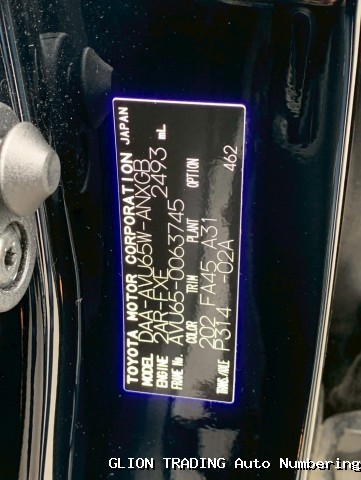 TOYOTA MOTOR CORPORATION JAPAN
MODEL DAA-AVU65W-ANXGB
ENGINE 2AR-FXE 2493 mL
FRAME No. AVU65-0063745
COLOR TRIM PLANT OPTION
202 FA45 A31
TRANS./AXLE P314 -02A 462
GLION TRADING Auto Numbering